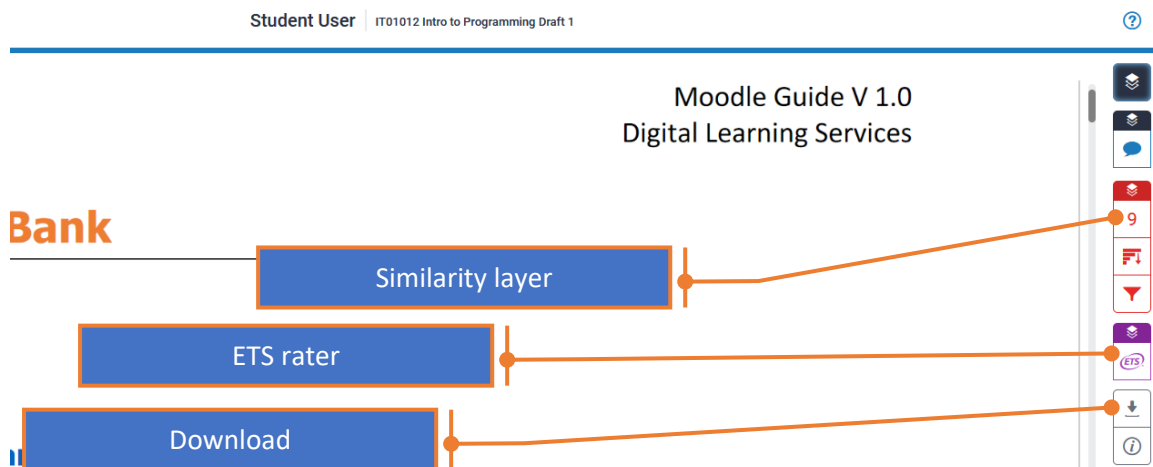 Student User IT01012 Intro to Programming Draft 1
Moodle Guide V 1.0
Digital Learning Services
Bank
9
Similarity layer
ETS rater
ETS
Download